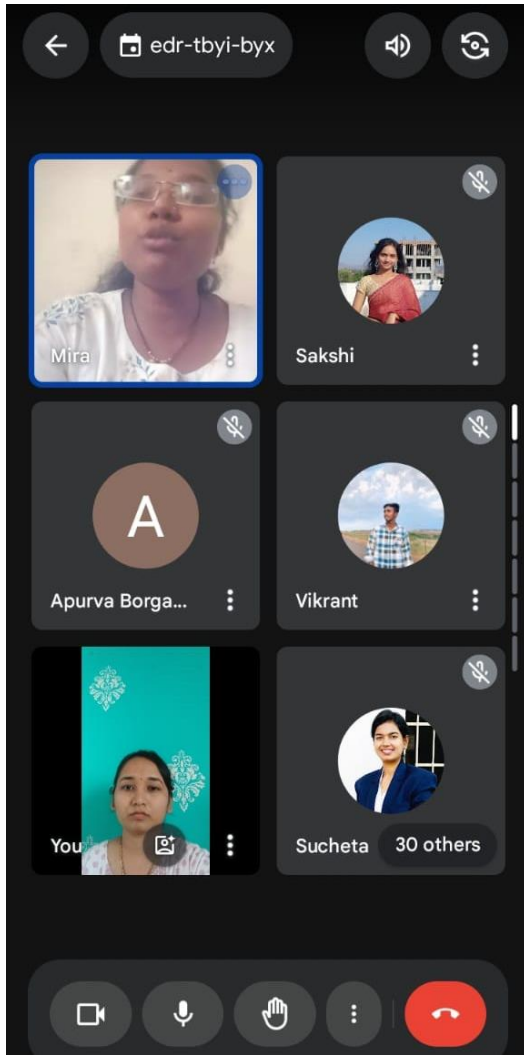 edr-tbyi-byx
Mira
Sakshi
A
Apurva Borga...
Vikrant
You
Sucheta
30 others